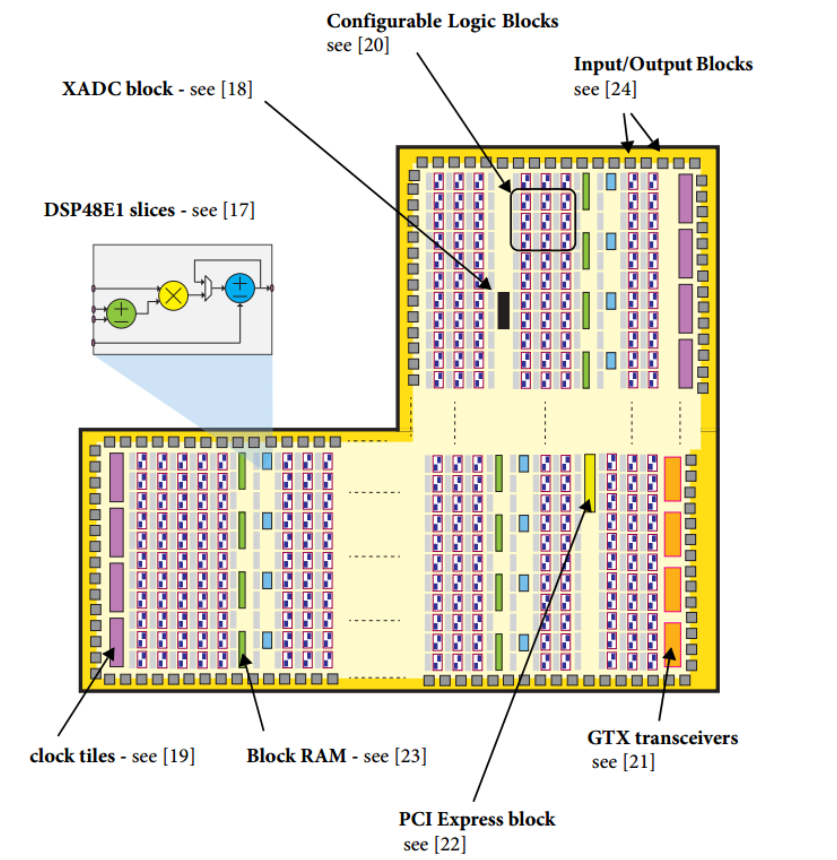 Configurable Logic Blocks
see [20]
Input/Output Blocks
see [24]
XADC block - see [18]
DSP48E1 slices - see [17]
clock tiles - see [19]
Block RAM - see [23]
GTX transceivers
see [21]
PCI Express block
see [22]